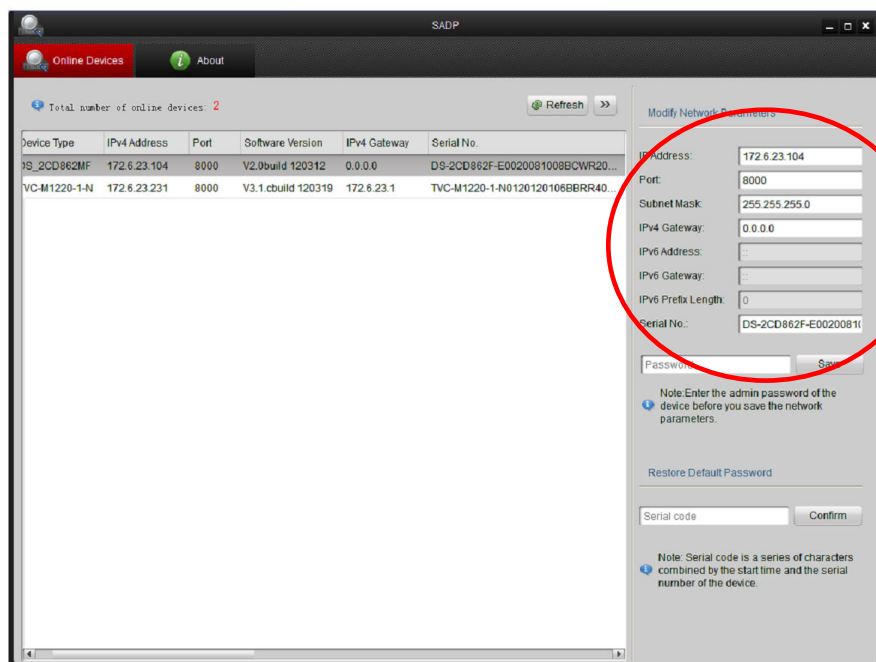 SADP
Online Devices
About
Total number of online devices: 2
Refresh
Device Type IPv4 Address Port Software Version IPv4 Gateway Serial No.
DS_2CD862MF 172.6.23.104 8000 V2.0build 120312 0.0.0.0 DS-2CD862F-E0020081008BCWR20...
TVC-M1220-1-N 172.6.23.231 8000 V3.1.cbuild 120319 172.6.23.1 TVC-M1220-1-N0120120106BBRR40...
Modify Network Parameters
IP Address: 172.6.23.104
Port: 8000
Subnet Mask: 255.255.255.0
IPv4 Gateway: 0.0.0.0
IPv6 Address: ::
IPv6 Gateway: ::
IPv6 Prefix Length: 0
Serial No.: DS-2CD862F-E0020081(
Password Save
Note:Enter the admin password of the
device before you save the network
parameters.
Restore Default Password
Serial code Confirm
Note: Serial code is a series of characters
combined by the start time and the serial
number of the device.